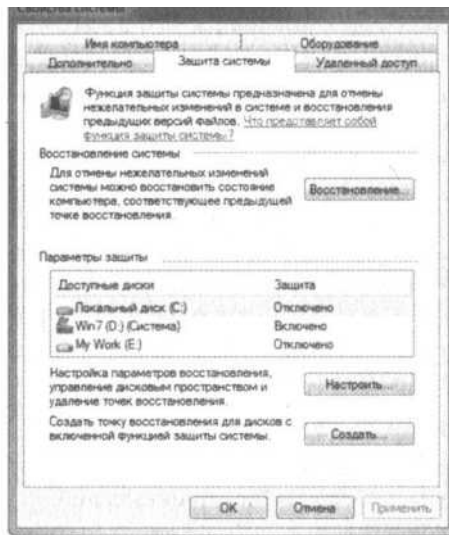 Свойства системы
Имя компьютера
Оборудование
Дополнительно
Защита системы
Удаленный доступ
Функция защиты системы предназначена для отмены
нежелательных изменений в системе и восстановления
предыдущих версий файлов. Что представляет собой
функция защиты системы?
Восстановление системы
Для отмены нежелательных изменений
системы можно восстановить состояние
компьютера, соответствующее предыдущей
точке восстановления.
Восстановление...
Параметры защиты
Доступные диски
Защита
Локальный диск (C:)
Отключено
Win7 (D:) (Система)
Включено
My Work (E:)
Отключено
Настройка параметров восстановления,
управление дисковым пространством и
удаление точек восстановления.
Настроить...
Создать точку восстановления для дисков с
включенной функцией защиты системы.
Создать...
OK
Отмена
Применить